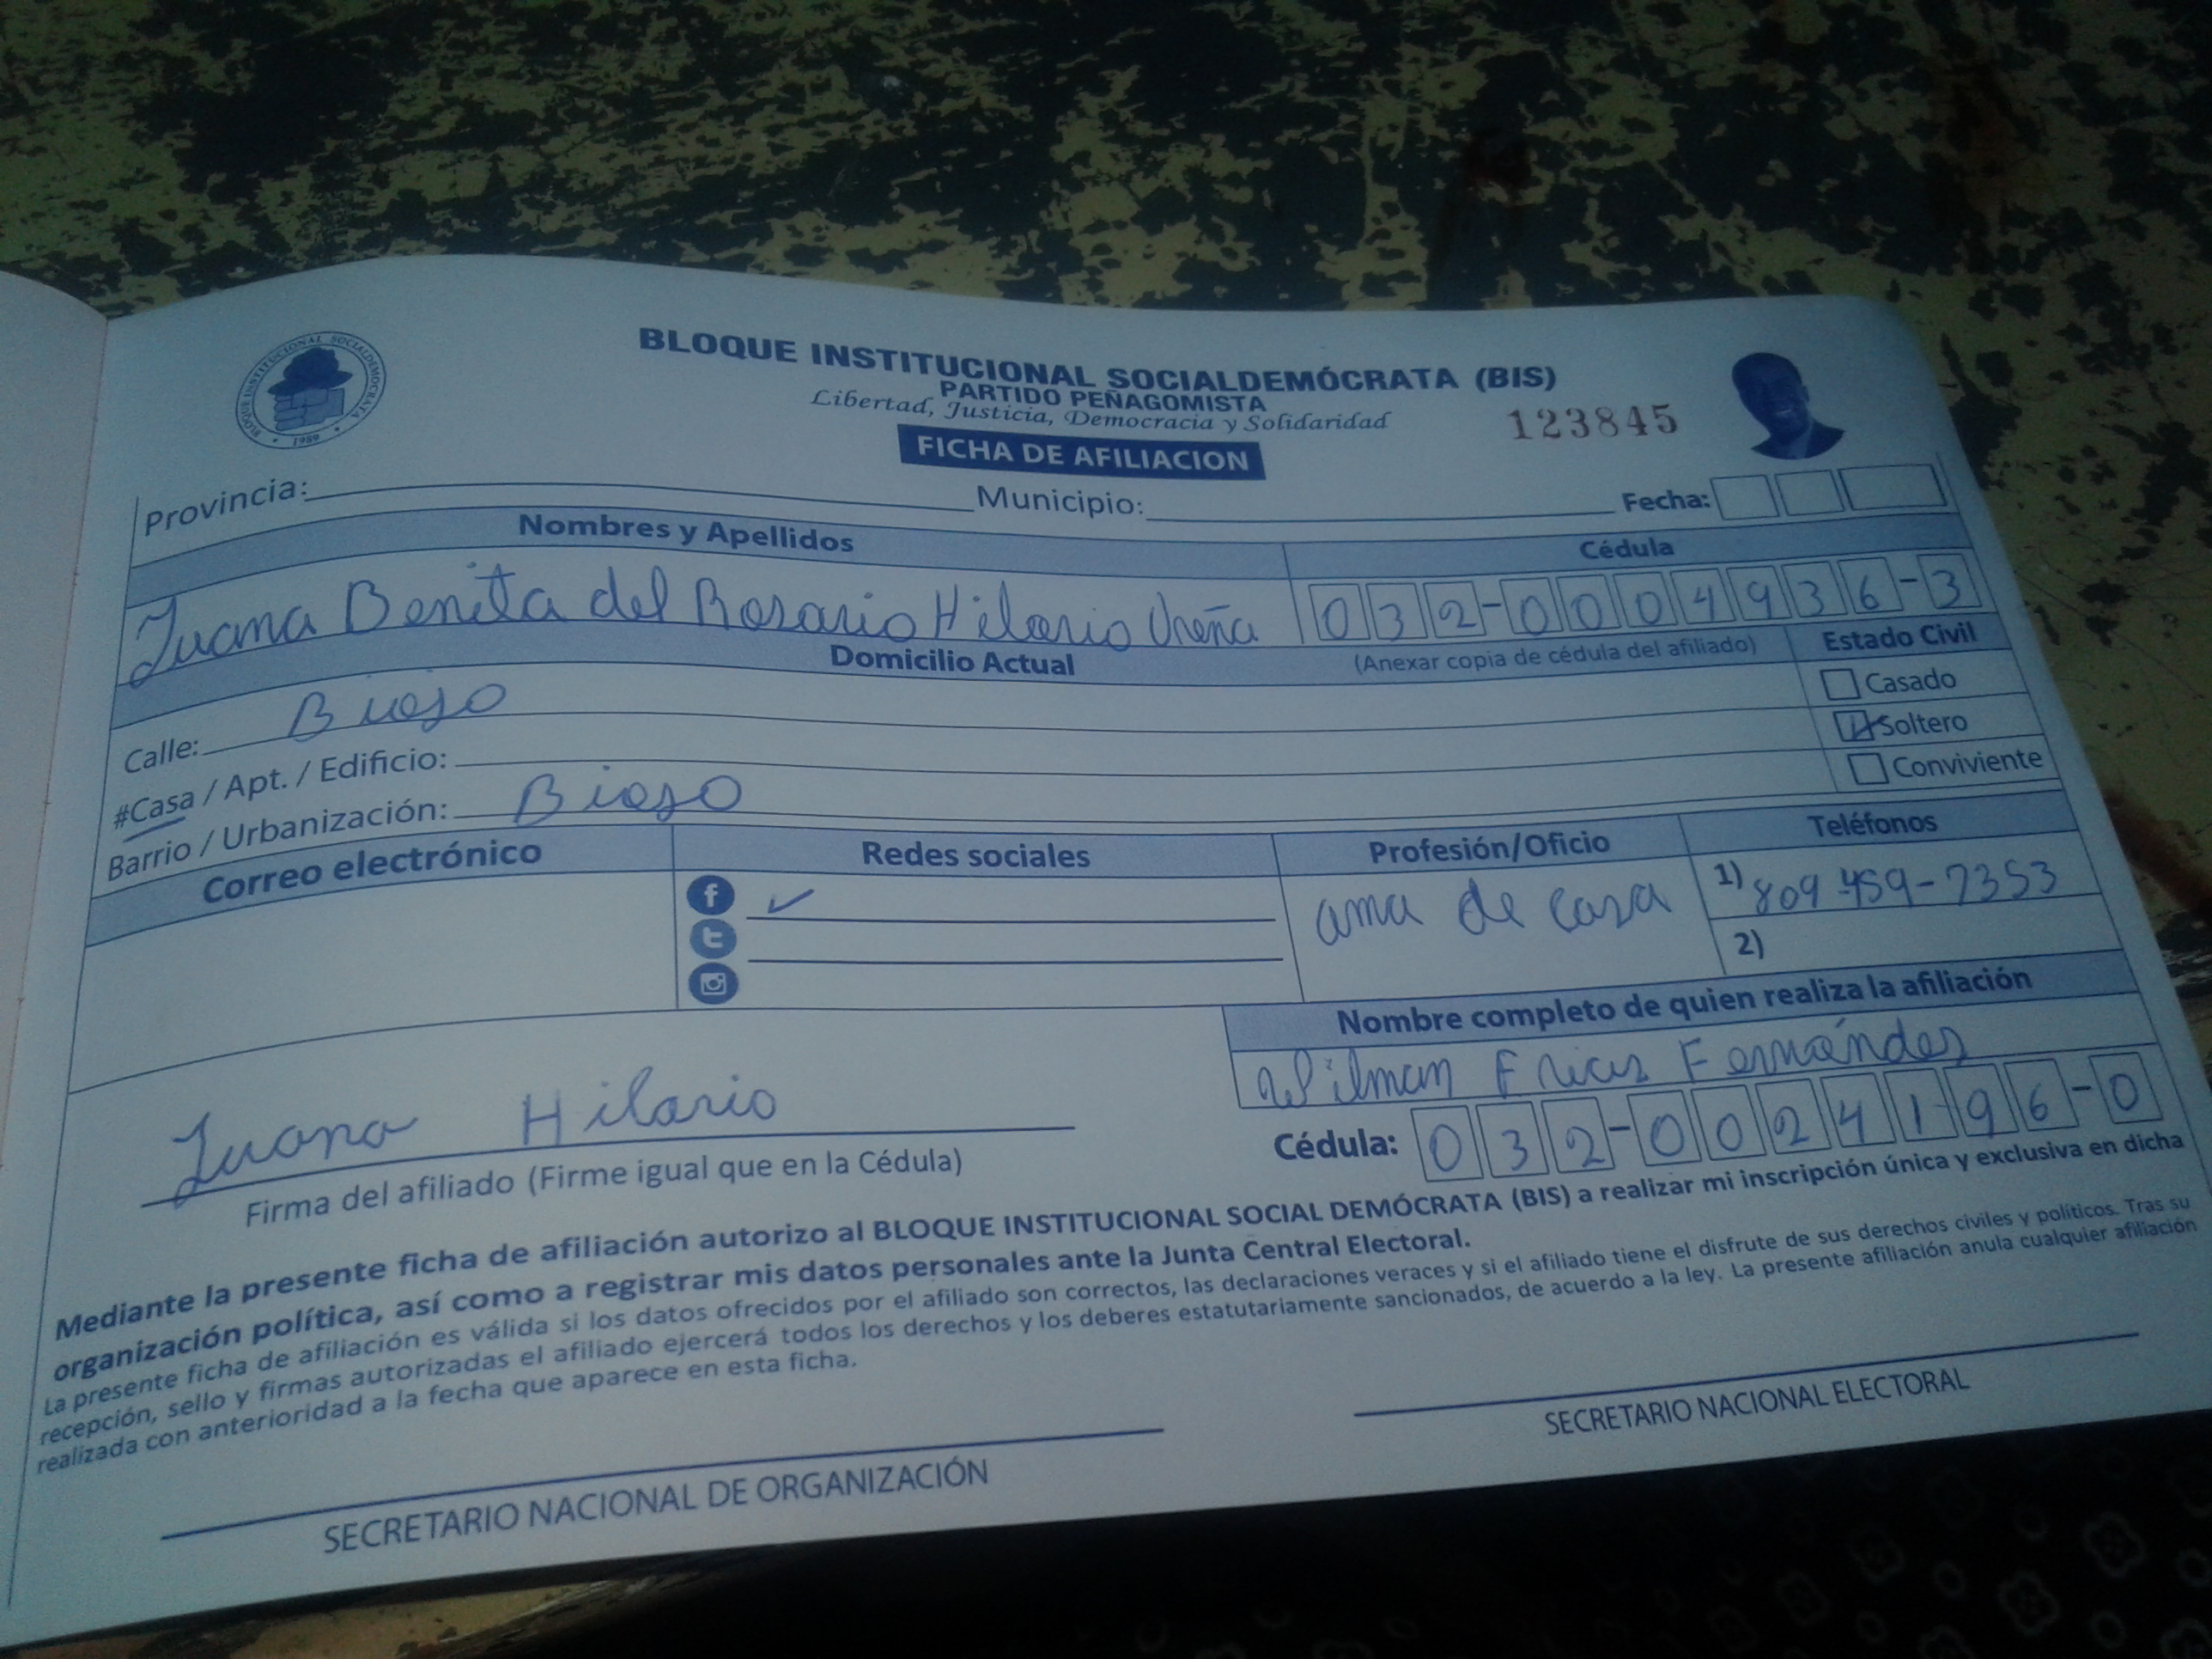 BLOQUE INSTITUCIONAL SOCIALDEMOCRATA
1989
BLOQUE INSTITUCIONAL SOCIALDEMÓCRATA (BIS)
PARTIDO PEÑAGOMISTA
Libertad, Justicia, Democracia y Solidaridad
123845
FICHA DE AFILIACION
Provincia: Municipio: Fecha:
Nombres y Apellidos Cédula
Juana Benita del Rosario Hilario Ureña 032-0004936-3
Domicilio Actual (Anexar copia de cédula del afiliado) Estado Civil
Calle: Casado
#Casa / Apt. / Edificio: Soltero
Barrio / Urbanización: Conviviente
Correo electrónico Redes sociales Profesión/Oficio Teléfonos
ama de casa 1) 809 459-7353
2)
Nombre completo de quien realiza la afiliación
Wilman Frias Fernández
Juana Hilario
Cédula: 032-0024196-0
Firma del afiliado (Firme igual que en la Cédula)
Mediante la presente ficha de afiliación autorizo al BLOQUE INSTITUCIONAL SOCIAL DEMÓCRATA (BIS) a realizar mi inscripción única y exclusiva en dicha
organización política, así como a registrar mis datos personales ante la Junta Central Electoral.
La presente ficha de afiliación es válida si los datos ofrecidos por el afiliado son correctos, las declaraciones veraces y si el afiliado tiene el disfrute de sus derechos civiles y políticos. Tras su
recepción, sello y firmas autorizadas el afiliado ejercerá todos los derechos y los deberes estatutariamente sancionados, de acuerdo a la ley. La presente afiliación anula cualquier afiliación
realizada con anterioridad a la fecha que aparece en esta ficha.
SECRETARIO NACIONAL DE ORGANIZACIÓN
SECRETARIO NACIONAL ELECTORAL